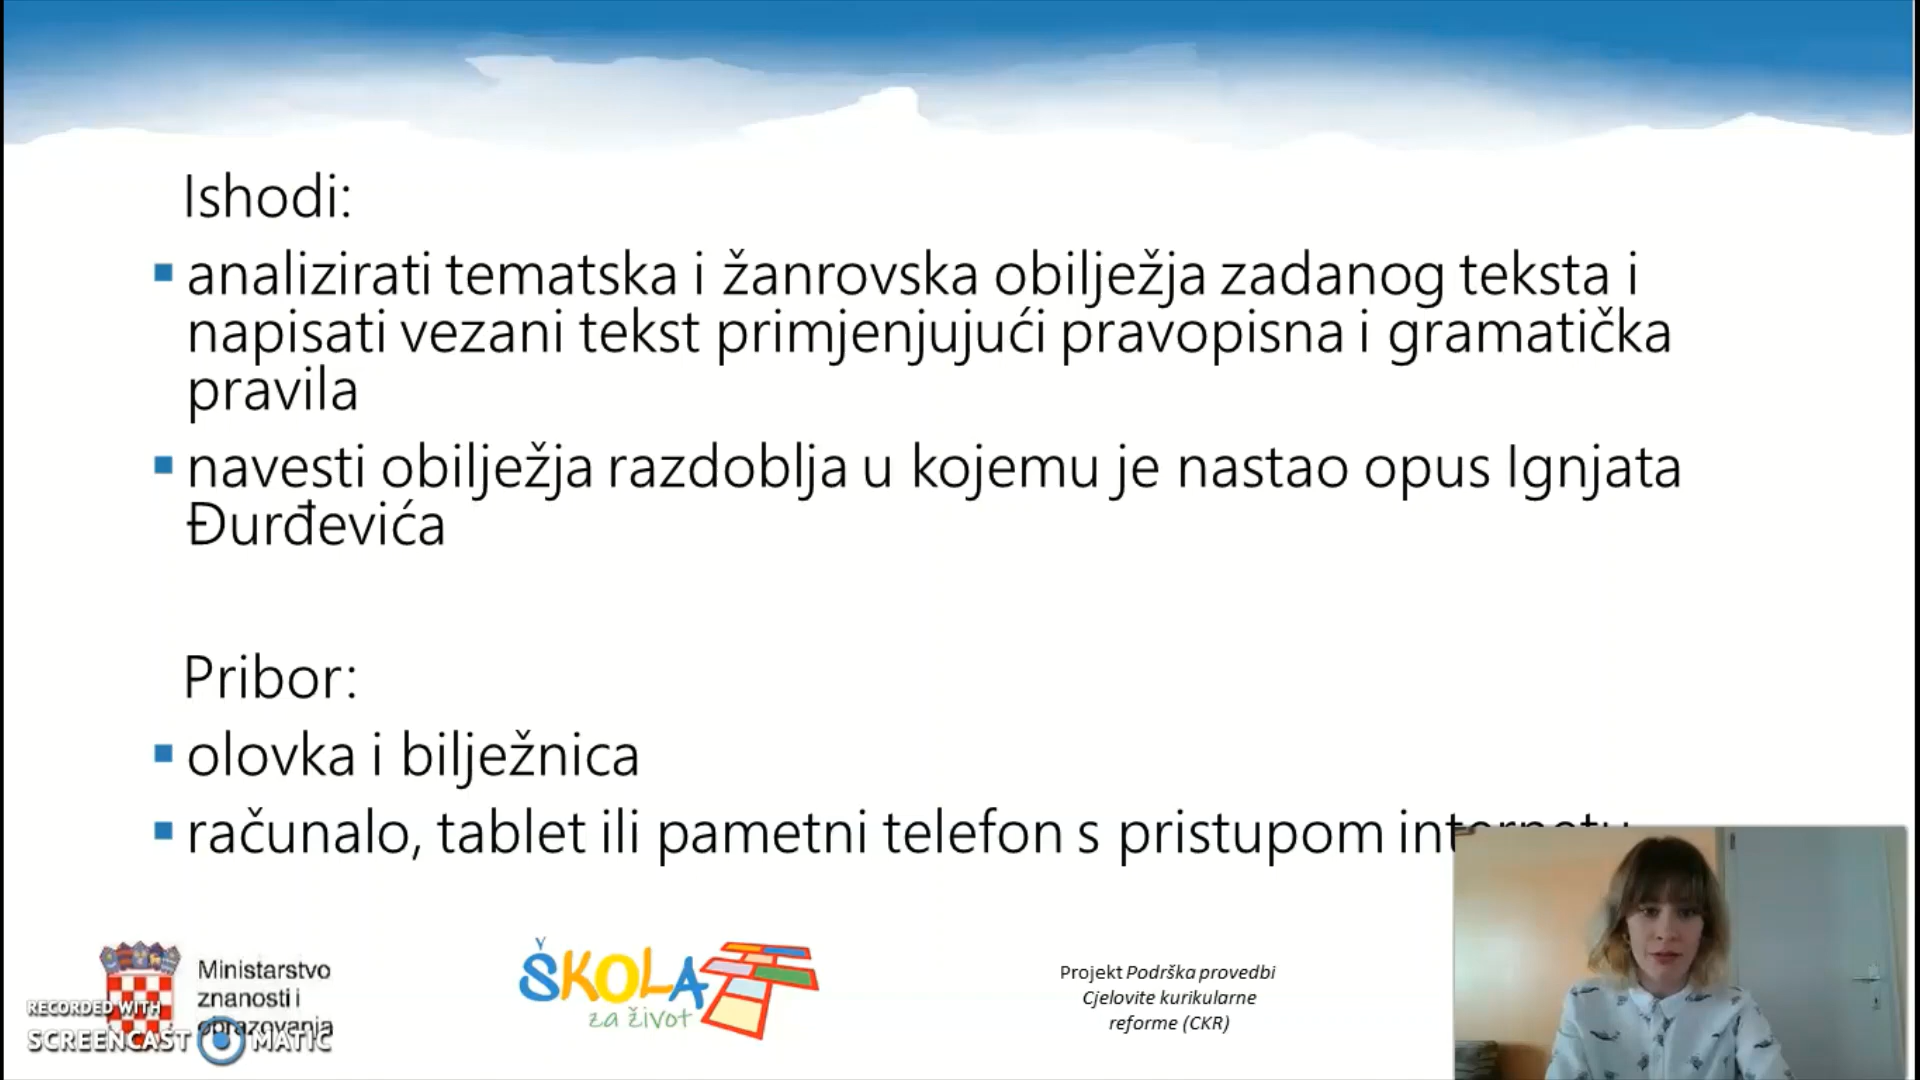 Ishodi:
analizirati tematska i žanrovska obilježja zadanog teksta i
napisati vezani tekst primjenjujući pravopisna i gramatička
pravila
navesti obilježja razdoblja u kojemu je nastao opus Ignjata
Đurđevića
Pribor:
olovka i bilježnica
računalo, tablet ili pametni telefon s pristupom internetu
Ministarstvo
znanosti i
obrazovanja
RECORDED WITH
SCREENCAST MATIC
ŠKOLA
za život
Projekt Podrška provedbi
Cjelovite kurikularne
reforme (CKR)